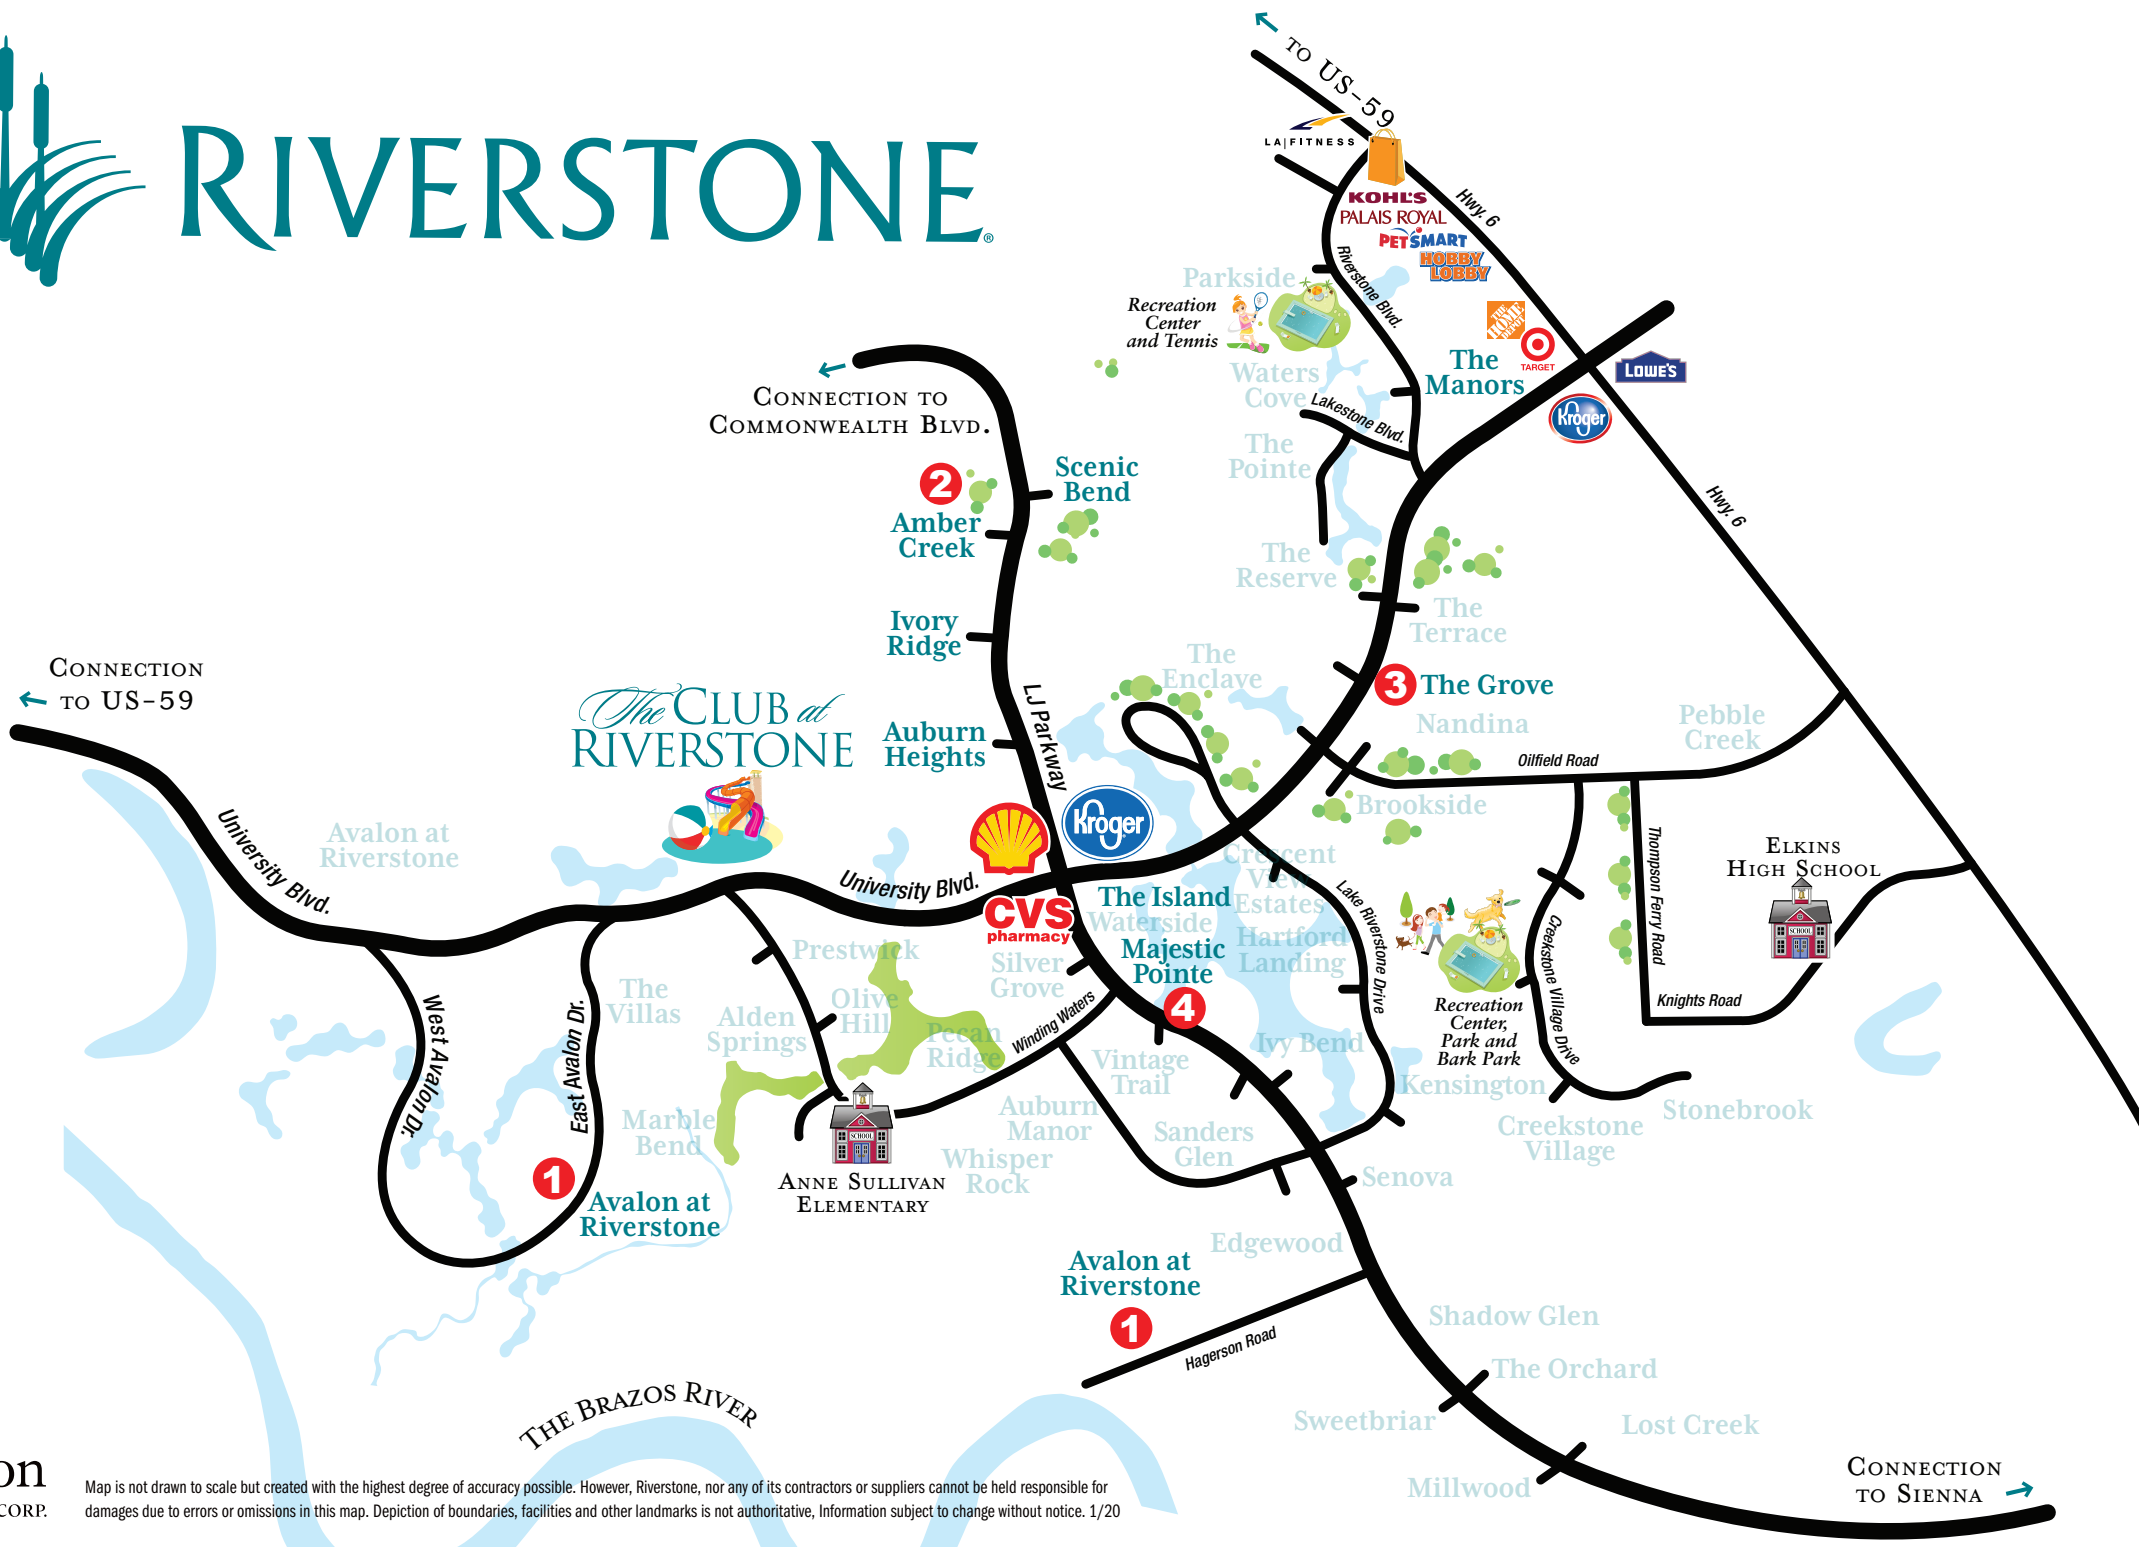 RIVERSTONE®
← TO US-59
LA|FITNESS
KOHL'S
PALAIS ROYAL
PETSMART
HOBBY
LOBBY
Hwy. 6
Riverstone Blvd.
Parkside
Recreation
Center
and Tennis
THE
HOME
DEPOT
TARGET
The
Manors
LOWE'S
Kroger
Waters
Cove
Lakestone Blvd.
← CONNECTION TO
COMMONWEALTH BLVD.
The
Pointe
Scenic
Bend
2
Amber
Creek
Hwy. 6
The
Reserve
The
Terrace
Ivory
Ridge
The
Enclave
CONNECTION
← TO US-59
3 The Grove
Nandina
Pebble
Creek
The CLUB at
RIVERSTONE
Auburn
Heights
LJ Parkway
Oilfield Road
Brookside
University Blvd.
Avalon at
Riverstone
Kroger
University Blvd.
CVS
pharmacy
Crescent
View
Estates
The Island
Waterside
Majestic
Pointe
4
Hartford
Landing
Lake Riverstone Drive
Thompson Ferry Road
ELKINS
HIGH SCHOOL
SCHOOL
Creekstone Village Drive
Knights Road
Recreation
Center,
Park and
Bark Park
Prestwick
Silver
Grove
The
Villas
Alden
Springs
Olive
Hill
Pecan
Ridge
Winding Waters
West Avalon Dr.
East Avalon Dr.
Vintage
Trail
Ivy Bend
Kensington
Creekstone
Village
Stonebrook
Marble
Bend
Auburn
Manor
Sanders
Glen
SCHOOL
ANNE SULLIVAN
ELEMENTARY
Whisper
Rock
Senova
1
Avalon at
Riverstone
Edgewood
Avalon at
Riverstone
1
Hagerson Road
Shadow Glen
The Orchard
Sweetbriar
Lost Creek
Millwood
THE BRAZOS RIVER
CONNECTION
TO SIENNA →
on
CORP.
Map is not drawn to scale but created with the highest degree of accuracy possible. However, Riverstone, nor any of its contractors or suppliers cannot be held responsible for
damages due to errors or omissions in this map. Depiction of boundaries, facilities and other landmarks is not authoritative, Information subject to change without notice. 1/20